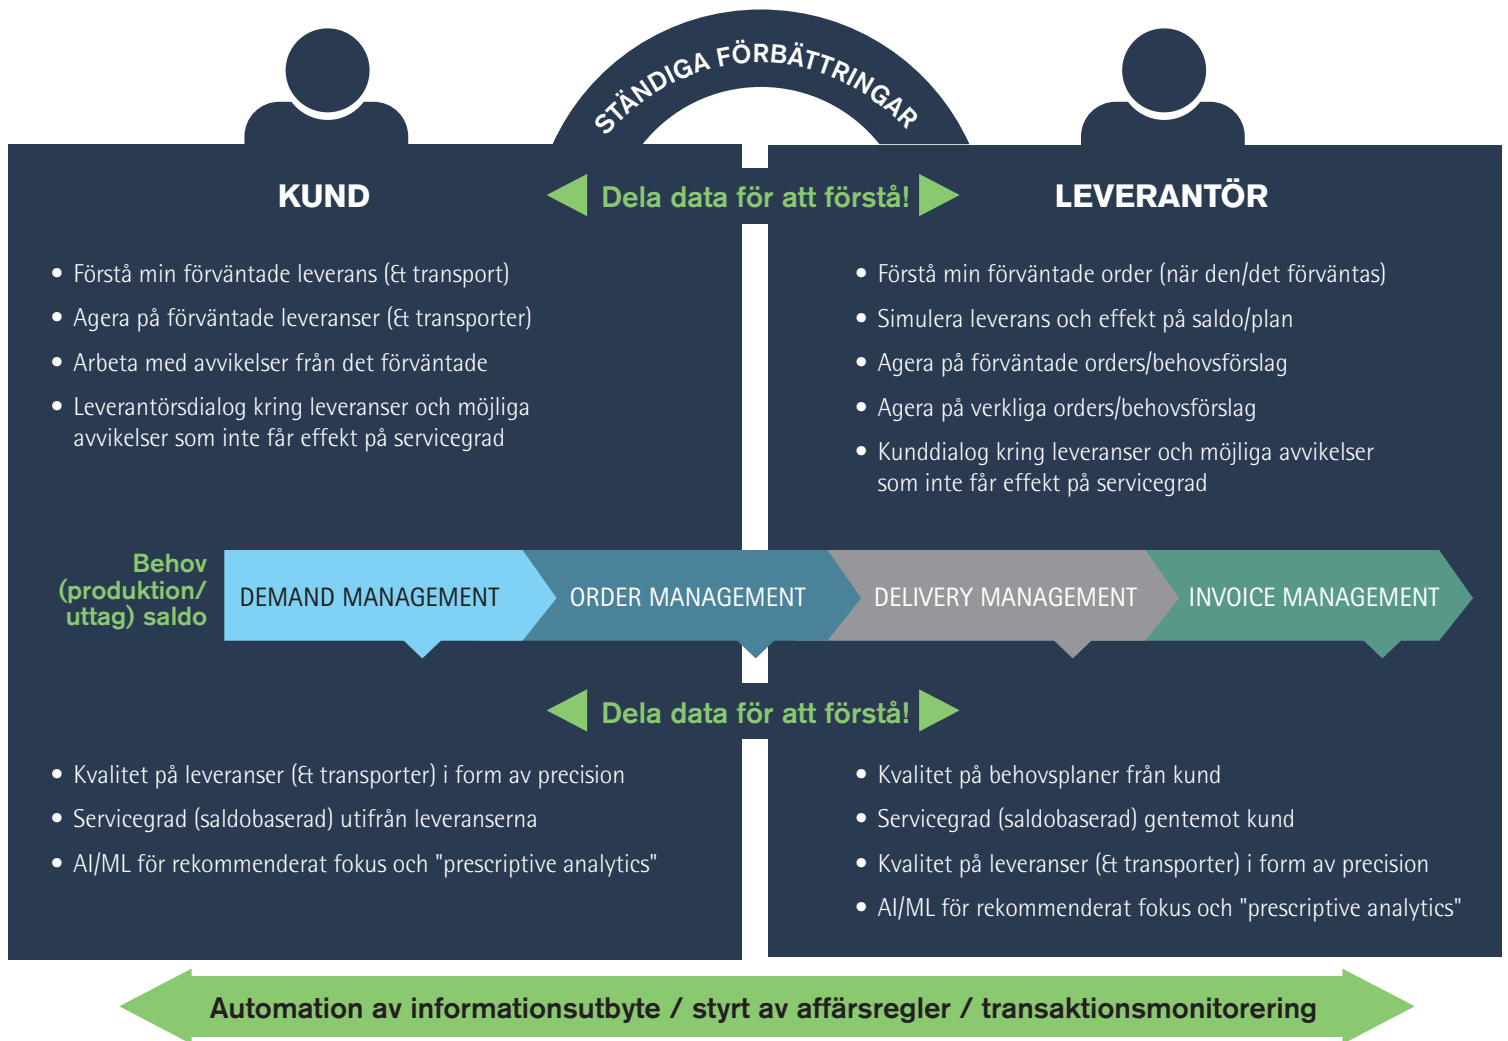 STÄNDIGA FÖRBÄTTRINGAR
KUND
Dela data för att förstå!
LEVERANTÖR
• Förstå min förväntade leverans (& transport)
• Agera på förväntade leveranser (& transporter)
• Arbeta med avvikelser från det förväntade
• Leverantörsdialog kring leveranser och möjliga
avvikelser som inte får effekt på servicegrad
• Förstå min förväntade order (när den/det förväntas)
• Simulera leverans och effekt på saldo/plan
• Agera på förväntade orders/behovsförslag
• Agera på verkliga orders/behovsförslag
• Kunddialog kring leveranser och möjliga avvikelser
som inte får effekt på servicegrad
Behov
(produktion/
uttag) saldo
DEMAND MANAGEMENT
ORDER MANAGEMENT
DELIVERY MANAGEMENT
INVOICE MANAGEMENT
Dela data för att förstå!
• Kvalitet på leveranser (& transporter) i form av precision
• Servicegrad (saldobaserad) utifrån leveranserna
• AI/ML för rekommenderat fokus och "prescriptive analytics"
• Kvalitet på behovsplaner från kund
• Servicegrad (saldobaserad) gentemot kund
• Kvalitet på leveranser (& transporter) i form av precision
• AI/ML för rekommenderat fokus och "prescriptive analytics"
Automation av informationsutbyte / styrt av affärsregler / transaktionsmonitorering